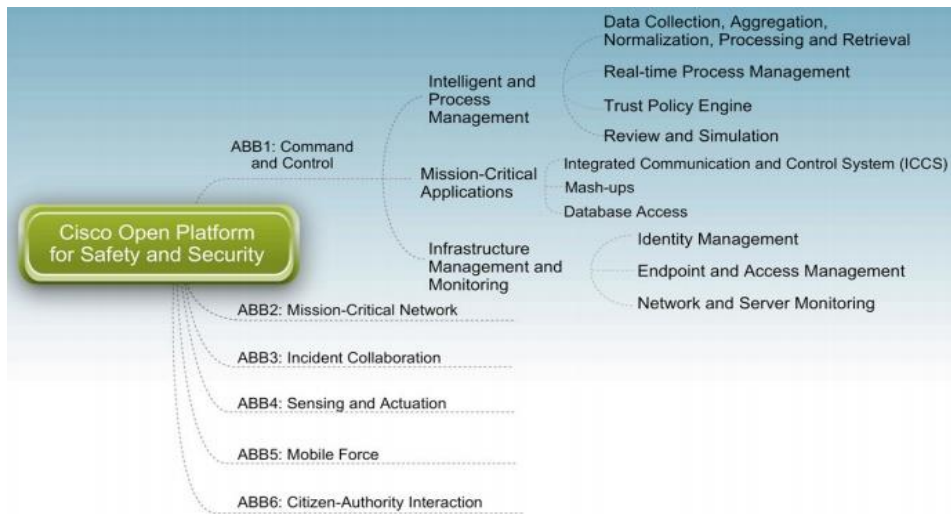 Cisco Open Platform
for Safety and Security
ABB1: Command
and Control
Intelligent and
Process
Management
Data Collection, Aggregation,
Normalization, Processing and Retrieval
Real-time Process Management
Trust Policy Engine
Review and Simulation
Mission-Critical
Applications
Integrated Communication and Control System (ICCS)
Mash-ups
Database Access
Infrastructure
Management and
Monitoring
Identity Management
Endpoint and Access Management
Network and Server Monitoring
ABB2: Mission-Critical Network
ABB3: Incident Collaboration
ABB4: Sensing and Actuation
ABB5: Mobile Force
ABB6: Citizen-Authority Interaction